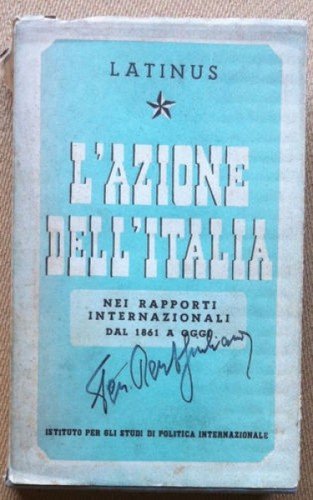 LATINUS
L'AZIONE
DELL'ITALIA
NEI RAPPORTI
INTERNAZIONALI
DAL 1861 A OGGI
ISTITUTO PER GLI STUDI DI POLITICA INTERNAZIONALE